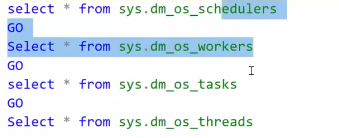 select * from sys.dm_os_schedulers
GO
Select * from sys.dm_os_workers
GO
select * from sys.dm_os_tasks
GO
Select * from sys.dm_os_threads